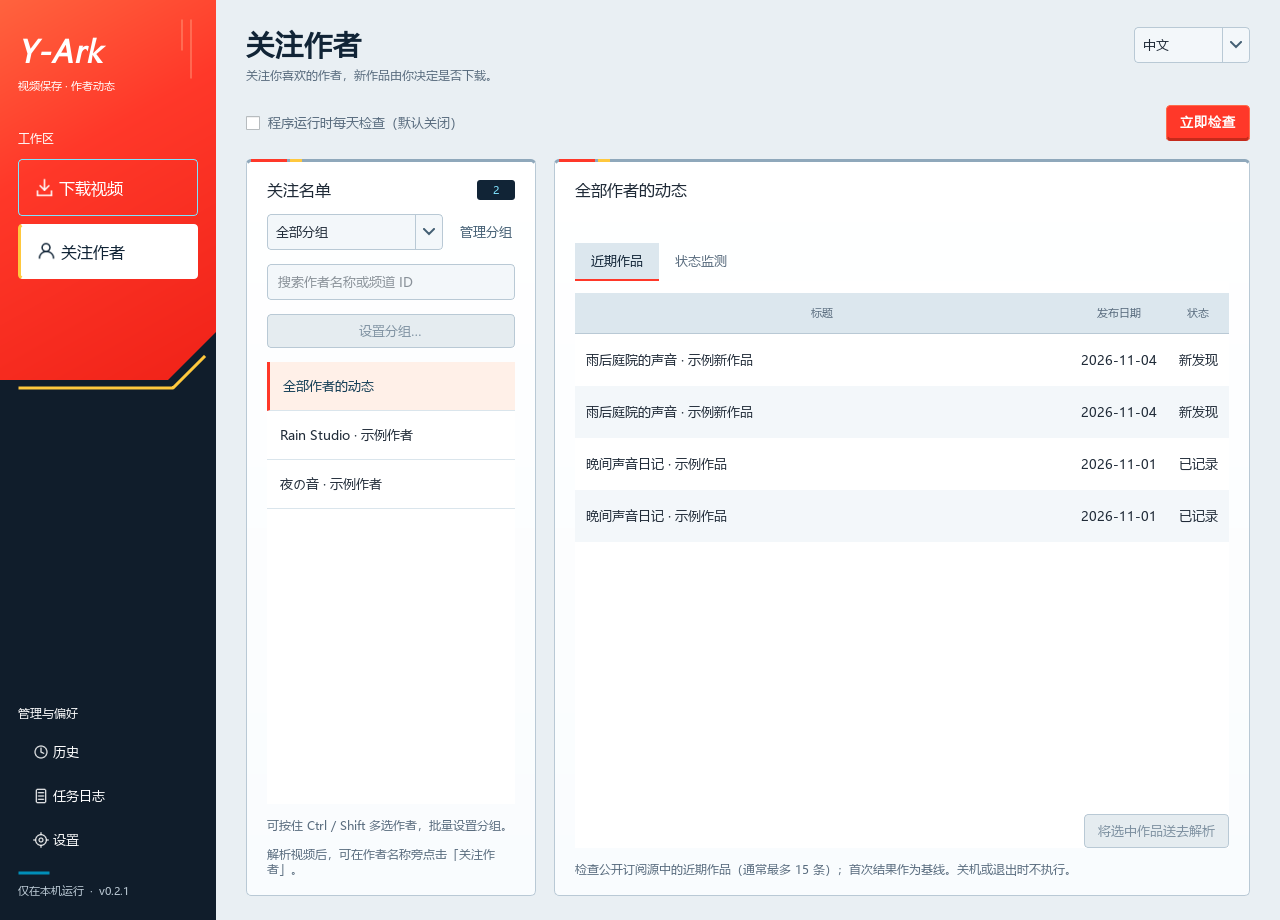 Y-Ark
视频保存 · 作者动态
工作区
下载视频
关注作者
管理与偏好
历史
任务日志
设置
仅在本机运行 · v0.2.1
关注作者
关注你喜欢的作者，新作品由你决定是否下载。
中文
程序运行时每天检查（默认关闭）
立即检查
关注名单
2
全部分组
管理分组
搜索作者名称或频道 ID
设置分组...
全部作者的动态
Rain Studio · 示例作者
夜の音 · 示例作者
可按住 Ctrl / Shift 多选作者，批量设置分组。
解析视频后，可在作者名称旁点击「关注作
者」。
全部作者的动态
近期作品
状态监测
标题 发布日期 状态
雨后庭院的声音 · 示例新作品 2026-11-04 新发现
雨后庭院的声音 · 示例新作品 2026-11-04 新发现
晚间声音日记 · 示例作品 2026-11-01 已记录
晚间声音日记 · 示例作品 2026-11-01 已记录
将选中作品送去解析
检查公开订阅源中的近期作品（通常最多 15 条）；首次结果作为基线。关机或退出时不执行。